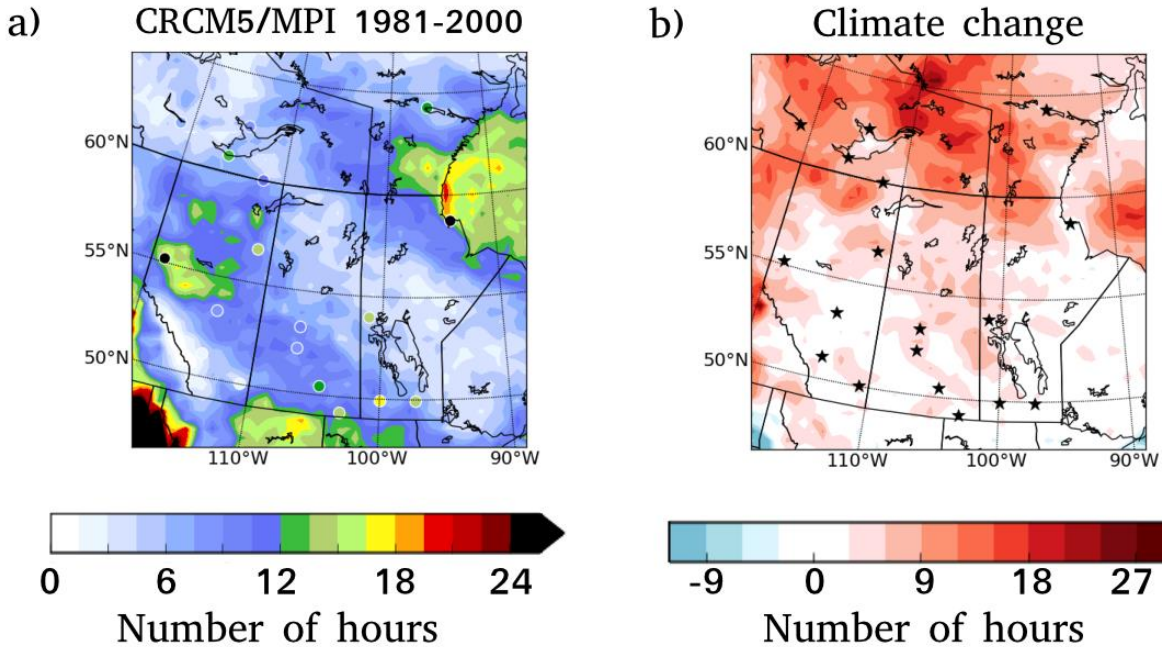 a) CRCM5/MPI 1981-2000
60°N
55°N
50°N
110°W 100°W 90°W
0 6 12 18 24
Number of hours
b) Climate change
60°N
55°N
50°N
110°W 100°W 90°W
-9 0 9 18 27
Number of hours